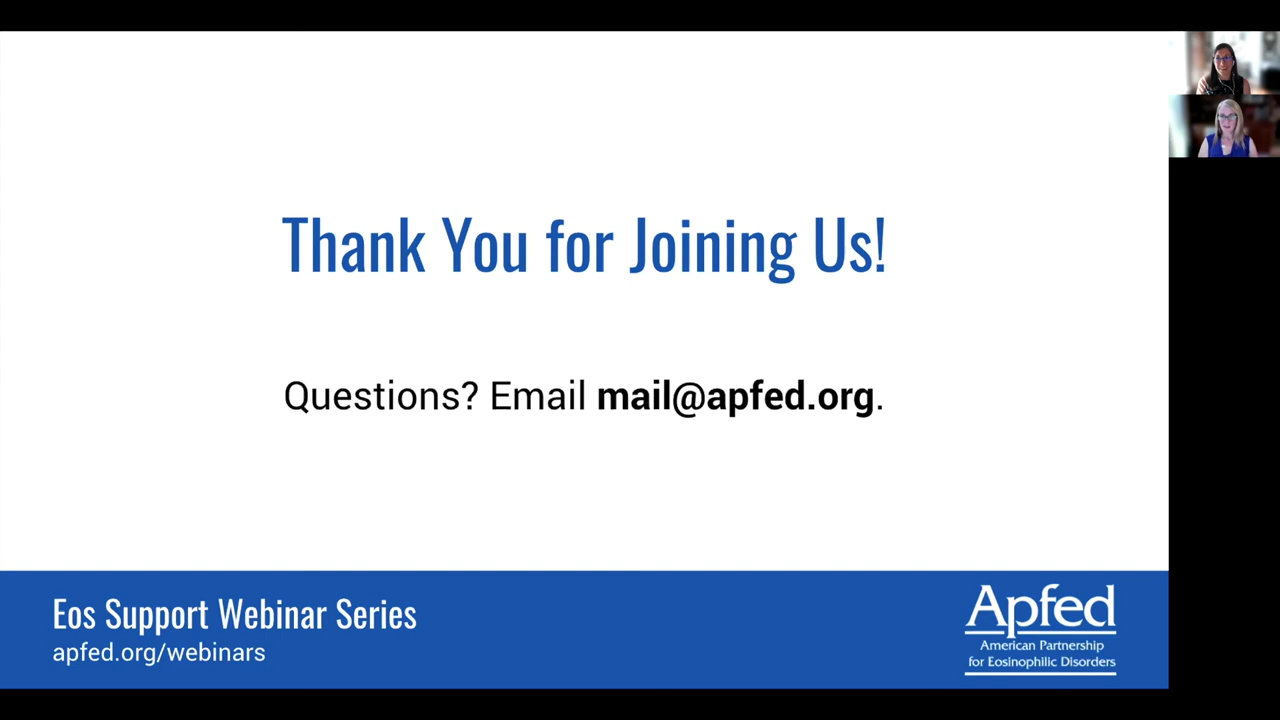 Thank You for Joining Us!
Questions? Email mail@apfed.org.
Eos Support Webinar Series
apfed.org/webinars
Apfed
American Partnership
for Eosinophilic Disorders